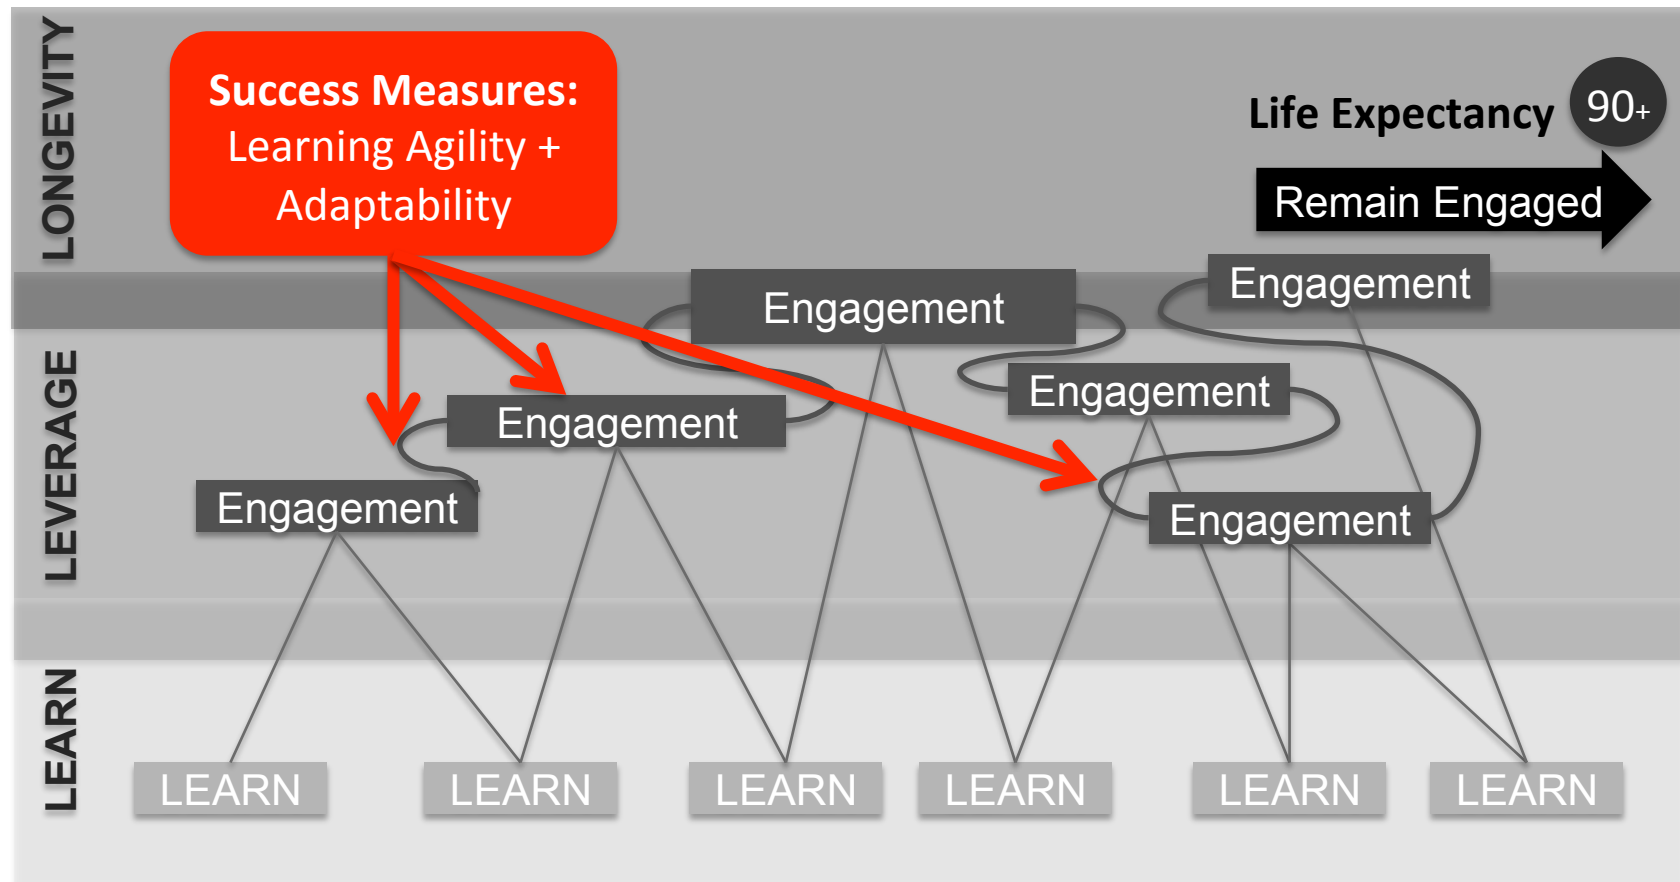 LONGEVITY
Success Measures:
Learning Agility +
Adaptability
Life Expectancy
90+
Remain Engaged
LEVERAGE
Engagement
Engagement
Engagement
Engagement
Engagement
Engagement
LEARN
LEARN
LEARN
LEARN
LEARN
LEARN
LEARN